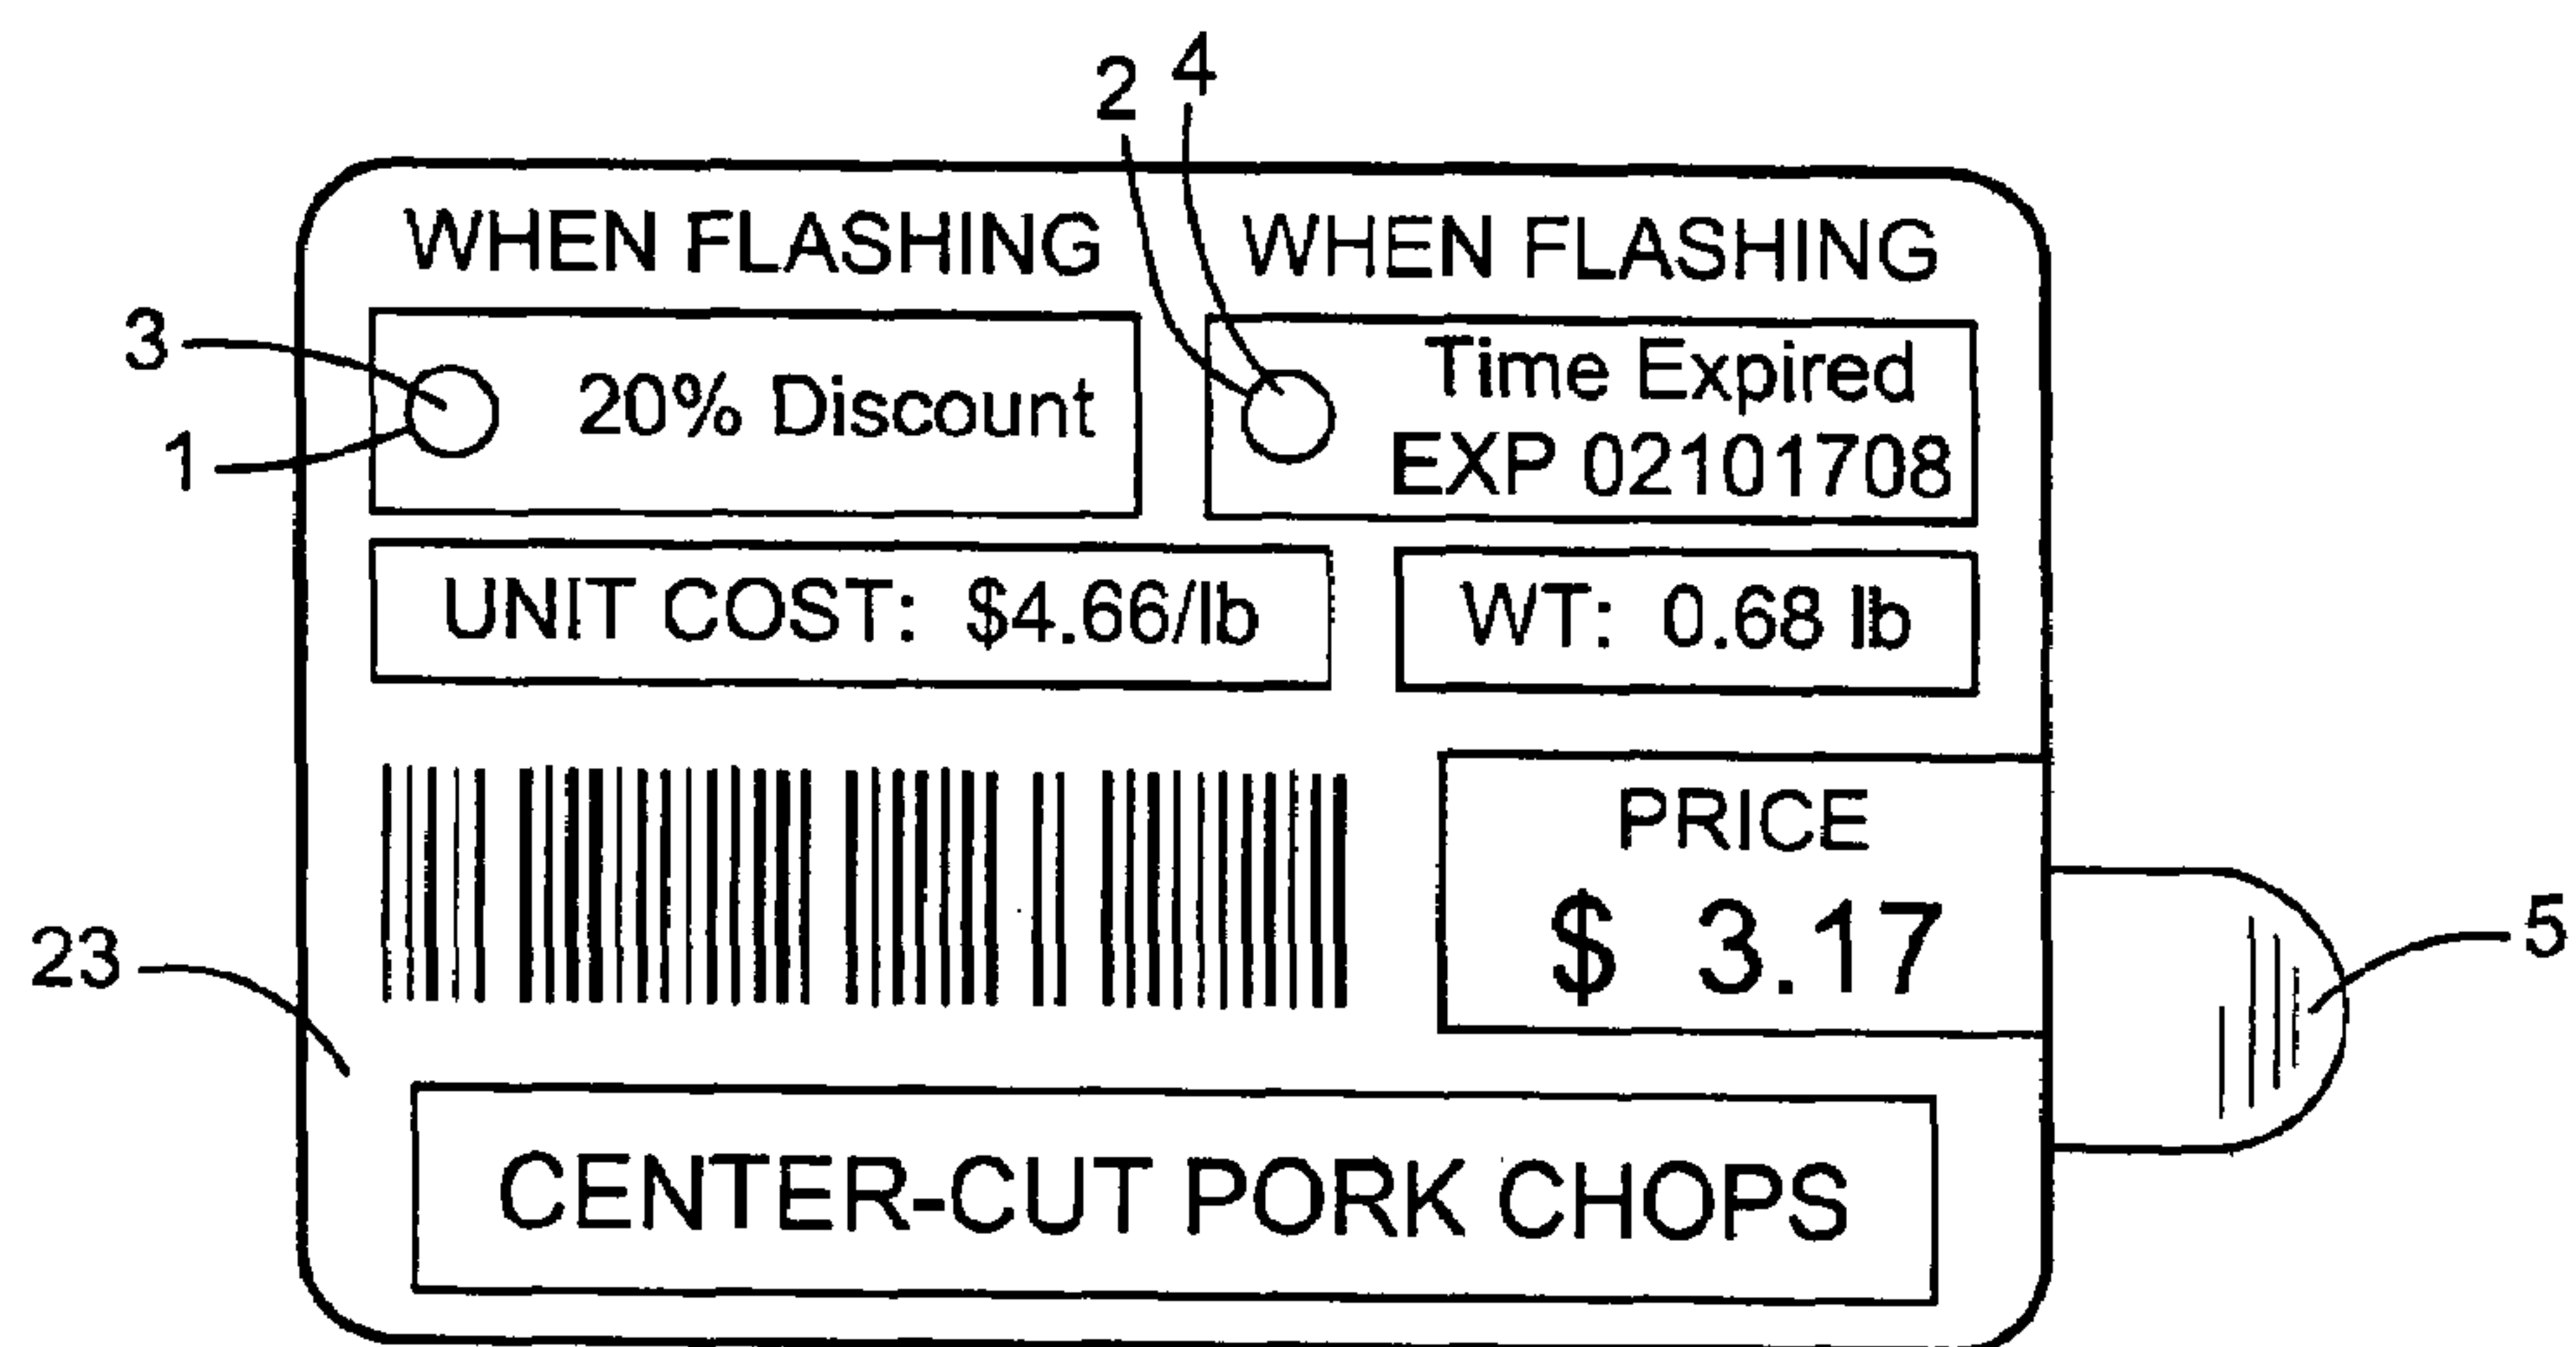 2 4
WHEN FLASHING WHEN FLASHING
3
20% Discount
Time Expired
EXP 02101708
1
UNIT COST: $4.66/lb WT: 0.68 lb
PRICE
$ 3.17
23
5
CENTER-CUT PORK CHOPS